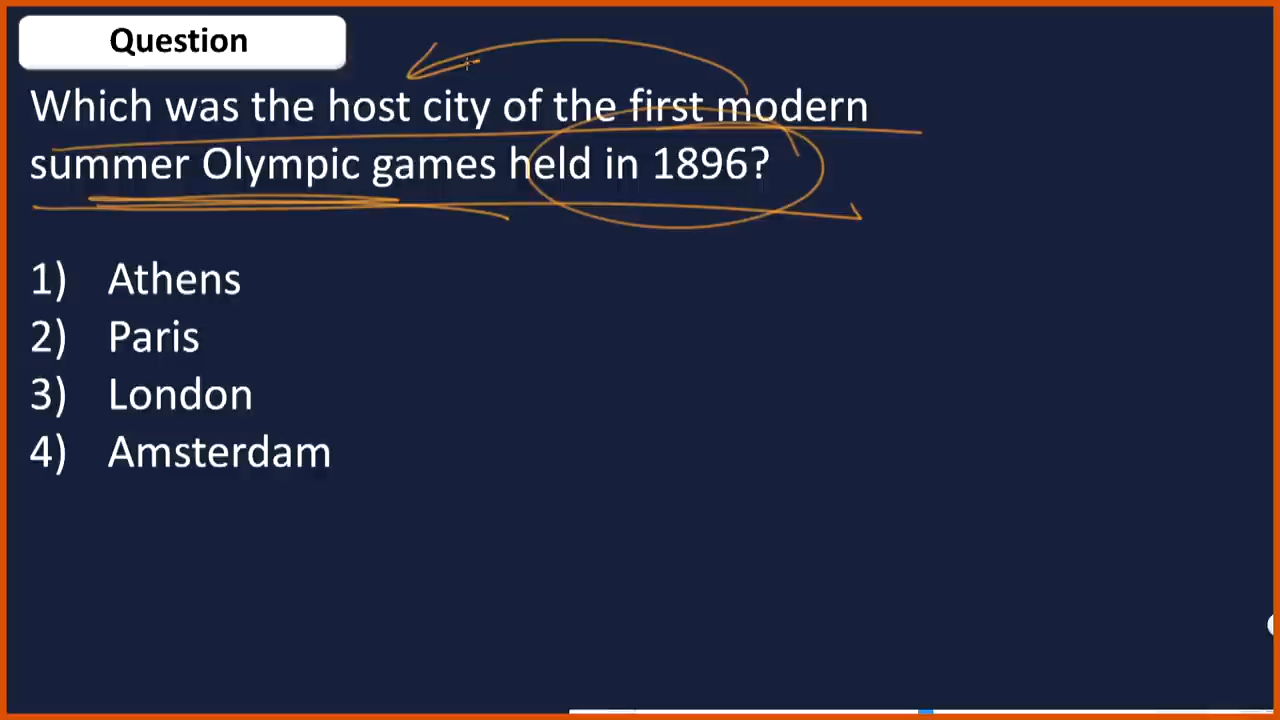 Question
Which was the host city of the first modern
summer Olympic games held in 1896?
1) Athens
2) Paris
3) London
4) Amsterdam